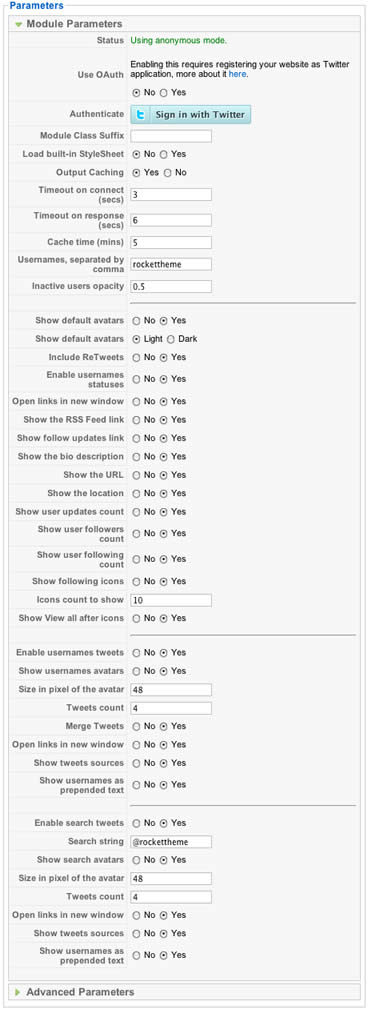 Parameters
Module Parameters
Status Using anonymous mode.
Enabling this requires registering your website as Twitter
Use OAuth application, more about it here.
No Yes
Authenticate Sign in with Twitter
Module Class Suffix
Load built-in StyleSheet No Yes
Output Caching Yes No
Timeout on connect (secs) 3
Timeout on response (secs) 6
Cache time (mins) 5
Usernames, separated by comma rockettheme
Inactive users opacity 0.5
Show default avatars No Yes
Show default avatars Light Dark
Include ReTweets No Yes
Enable usernames statuses No Yes
Open links in new window No Yes
Show the RSS Feed link No Yes
Show follow updates link No Yes
Show the bio description No Yes
Show the URL No Yes
Show the location No Yes
Show user updates count No Yes
Show user followers count No Yes
Show user following count No Yes
Show following icons No Yes
Icons count to show 10
Show View all after icons No Yes
Enable usernames tweets No Yes
Show usernames avatars No Yes
Size in pixel of the avatar 48
Tweets count 4
Merge Tweets No Yes
Open links in new window No Yes
Show tweets sources No Yes
Show usernames as prepended text No Yes
Enable search tweets No Yes
Search string @rockettheme
Show search avatars No Yes
Size in pixel of the avatar 48
Tweets count 4
Open links in new window No Yes
Show tweets sources No Yes
Show usernames as prepended text No Yes
Advanced Parameters